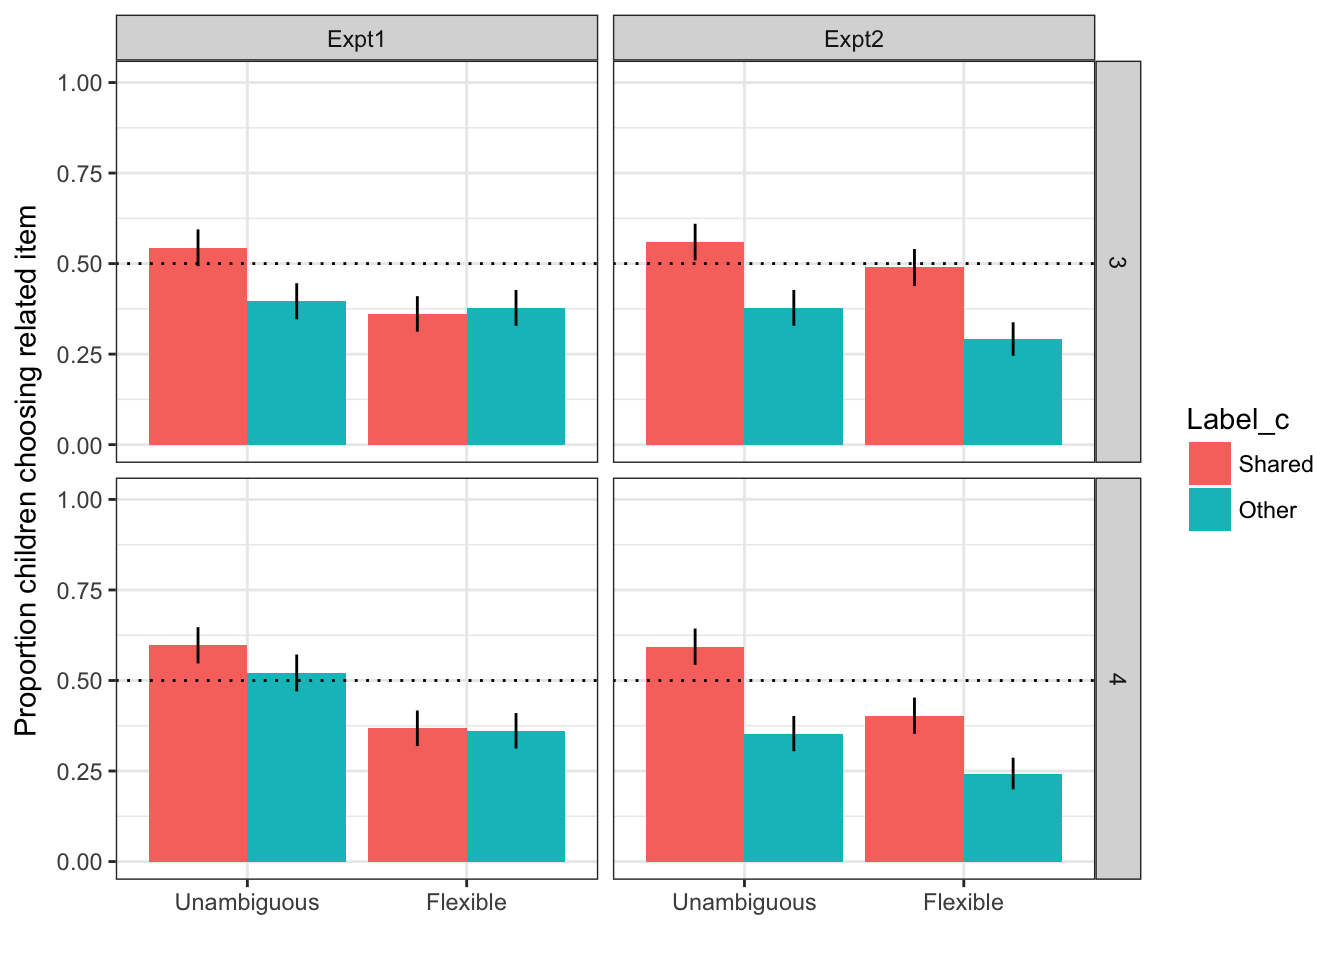 Expt1
Expt2
Proportion children choosing related item
1.00
0.75
0.50
0.25
0.00
3
1.00
0.75
0.50
0.25
0.00
4
Unambiguous
Flexible
Unambiguous
Flexible
Label_c
Shared
Other